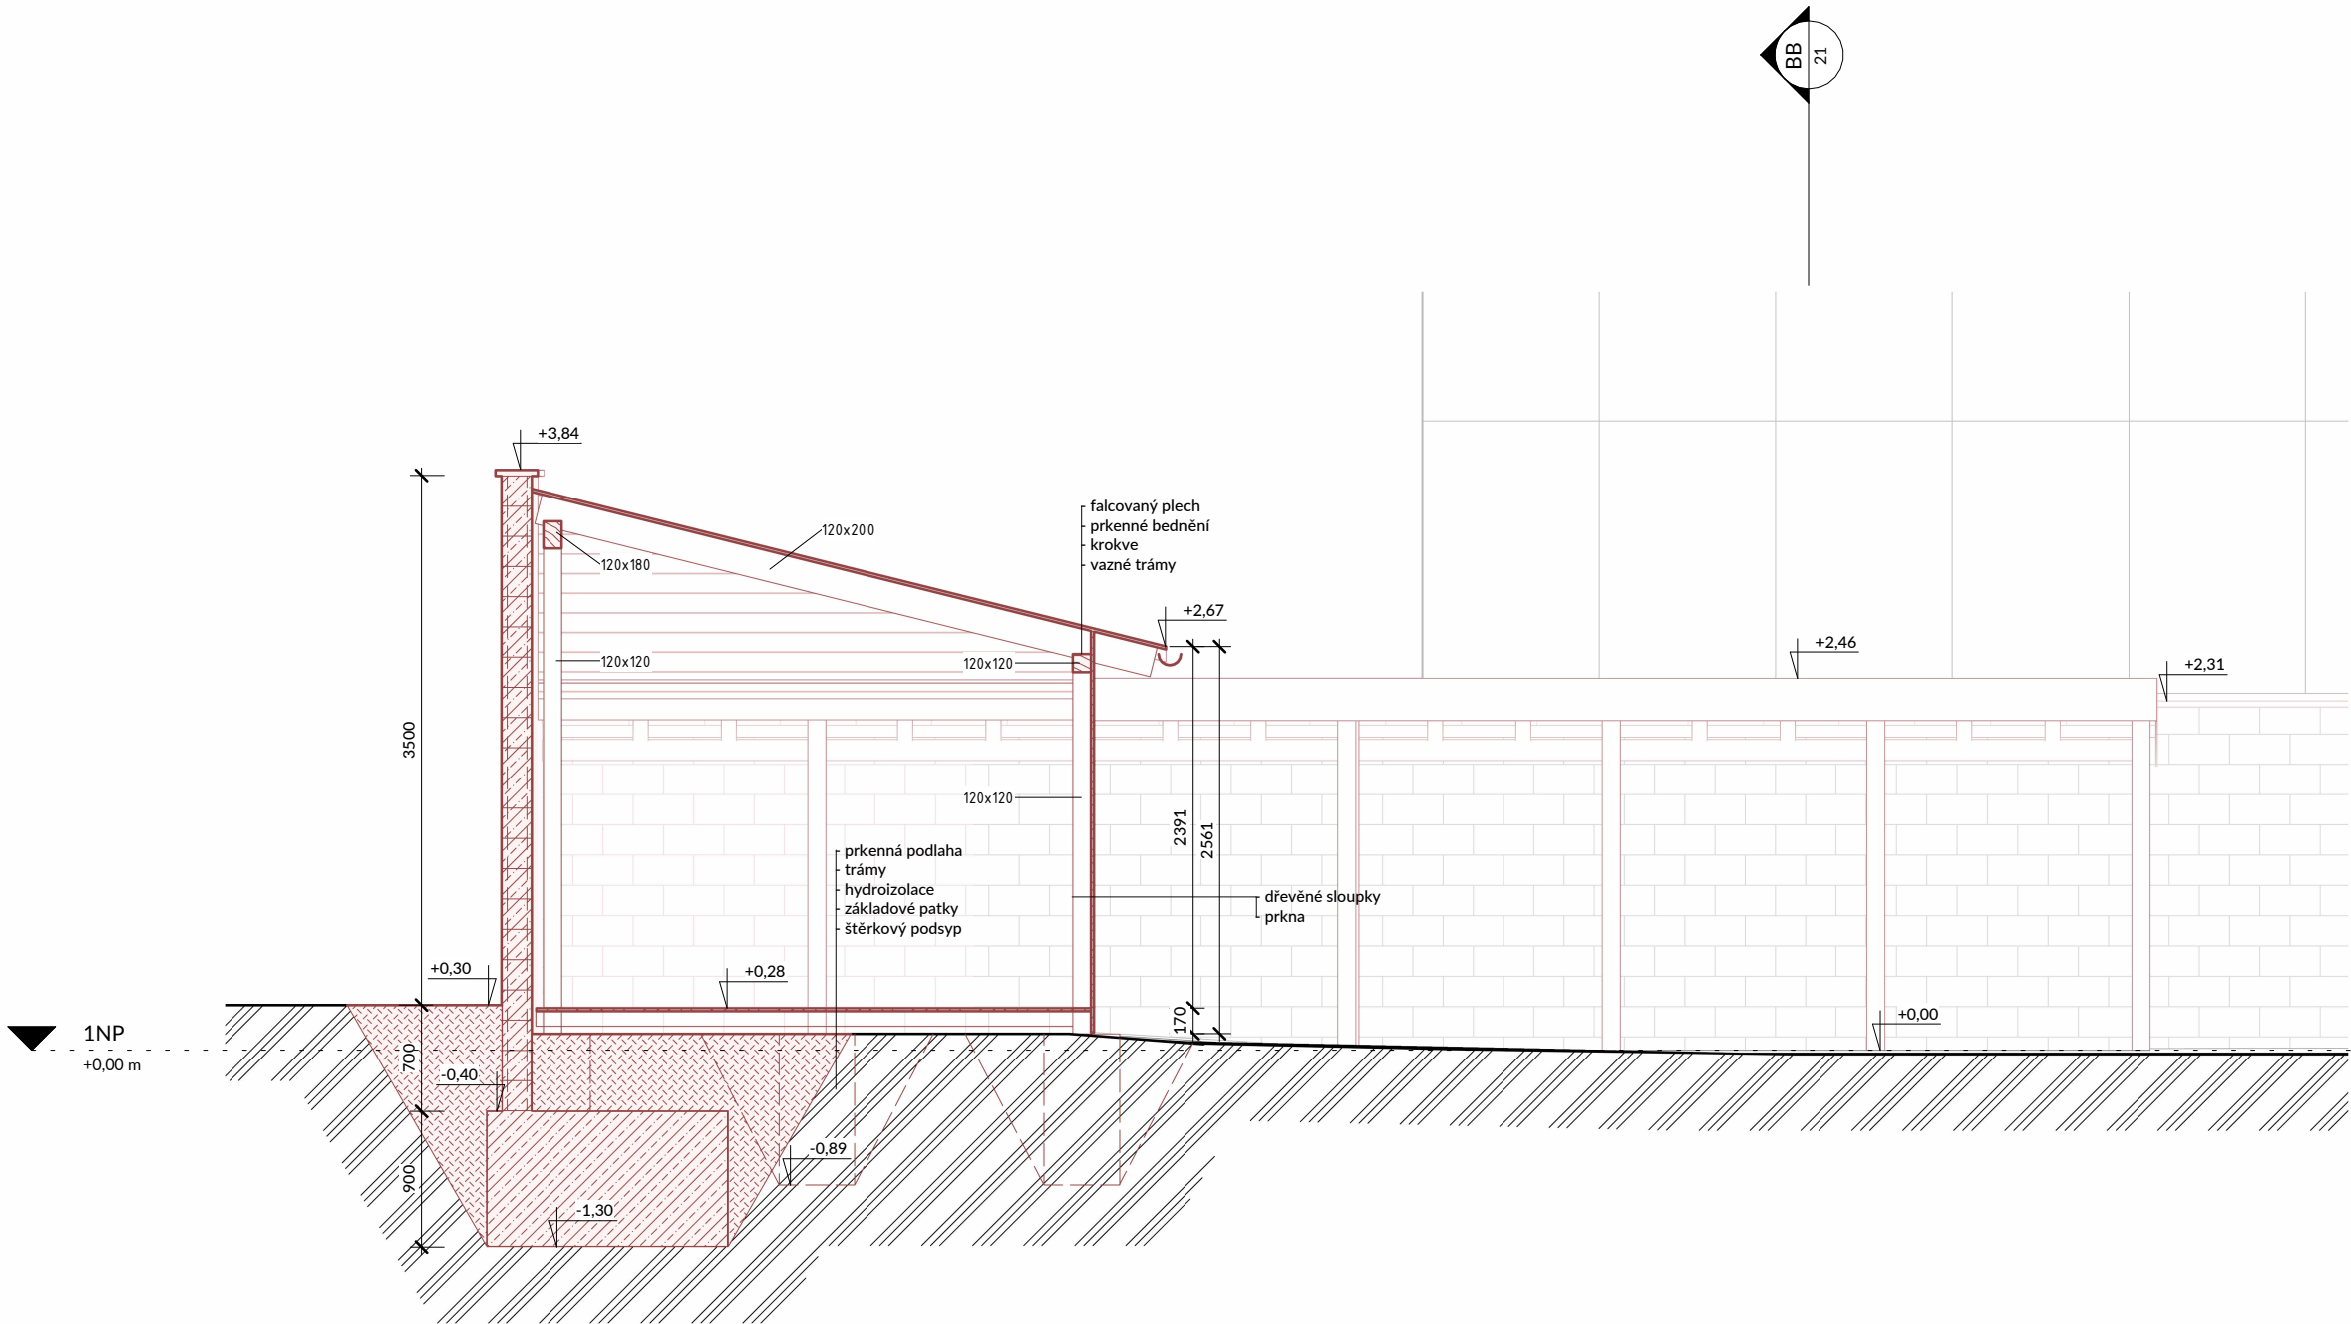 BB
21
+3,84
falcovaný plech
prkenné bednění
krokve
vazné trámy
120x200
120x180
+2,67
+2,46
+2,31
120x120
120x120
3500
120x120
2391
2561
prkenná podlaha
trámy
hydroizolace
základové patky
štěrkový podsyp
dřevěné sloupky
prkna
+0,30
+0,28
170
+0,00
1NP
+0,00 m
700
-0,40
-0,89
900
-1,30